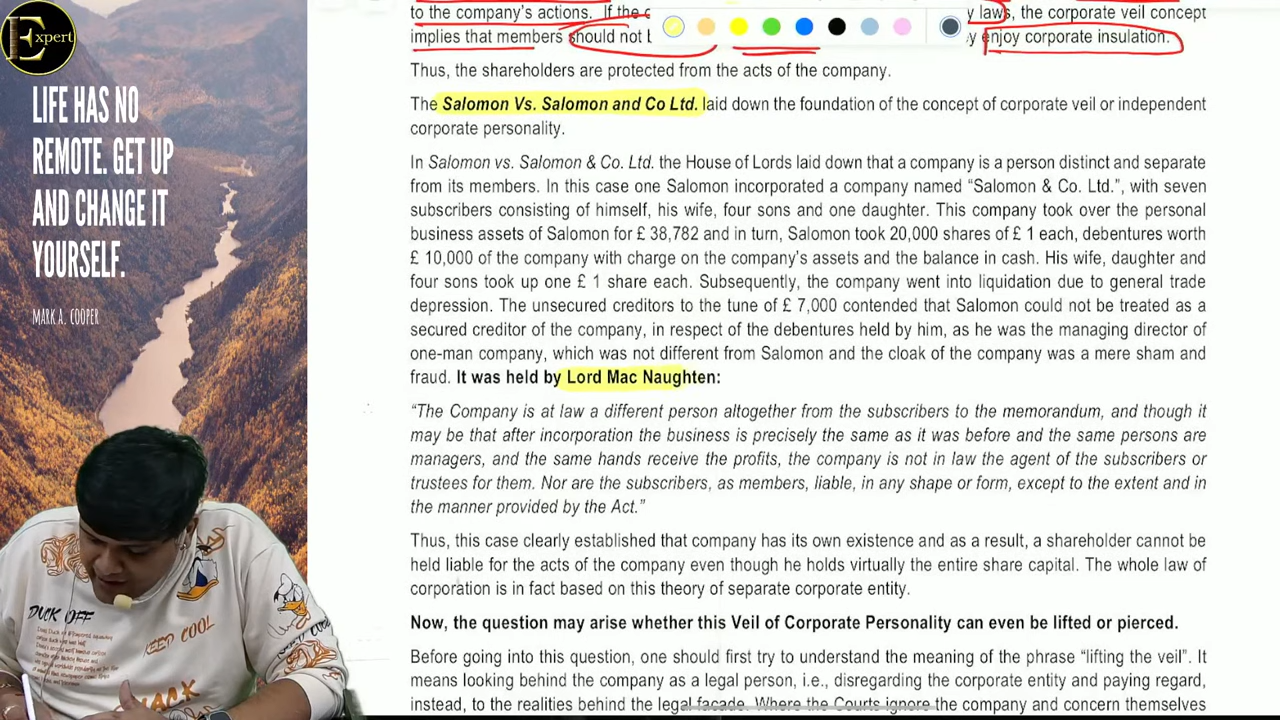 Expert
LIFE HAS NO
REMOTE. GET UP
AND CHANGE IT
YOURSELF.
MARK A. COOPER
to the company's actions. If the
laws, the corporate veil concept
implies that members should not
enjoy corporate insulation.
Thus, the shareholders are protected from the acts of the company.
The Salomon Vs. Salomon and Co Ltd. laid down the foundation of the concept of corporate veil or independent
corporate personality.
In Salomon vs. Salomon & Co. Ltd. the House of Lords laid down that a company is a person distinct and separate
from its members. In this case one Salomon incorporated a company named “Salomon & Co. Ltd.”, with seven
subscribers consisting of himself, his wife, four sons and one daughter. This company took over the personal
business assets of Salomon for £ 38,782 and in turn, Salomon took 20,000 shares of £ 1 each, debentures worth
£ 10,000 of the company with charge on the company's assets and the balance in cash. His wife, daughter and
four sons took up one £ 1 share each. Subsequently, the company went into liquidation due to general trade
depression. The unsecured creditors to the tune of £ 7,000 contended that Salomon could not be treated as a
secured creditor of the company, in respect of the debentures held by him, as he was the managing director of
one-man company, which was not different from Salomon and the cloak of the company was a mere sham and
fraud. It was held by Lord Mac Naughten:
“The Company is at law a different person altogether from the subscribers to the memorandum, and though it
may be that after incorporation the business is precisely the same as it was before and the same persons are
managers, and the same hands receive the profits, the company is not in law the agent of the subscribers or
trustees for them. Nor are the subscribers, as members, liable, in any shape or form, except to the extent and in
the manner provided by the Act.”
Thus, this case clearly established that company has its own existence and as a result, a shareholder cannot be
held liable for the acts of the company even though he holds virtually the entire share capital. The whole law of
corporation is in fact based on this theory of separate corporate entity.
Now, the question may arise whether this Veil of Corporate Personality can even be lifted or pierced.
Before going into this question, one should first try to understand the meaning of the phrase “lifting the veil”. It
means looking behind the company as a legal person, i.e., disregarding the corporate entity and paying regard,
instead, to the realities behind the legal facade. Where the Courts ignore the company and concern themselves
DUCK OFF
KEEP COOL
QUACK